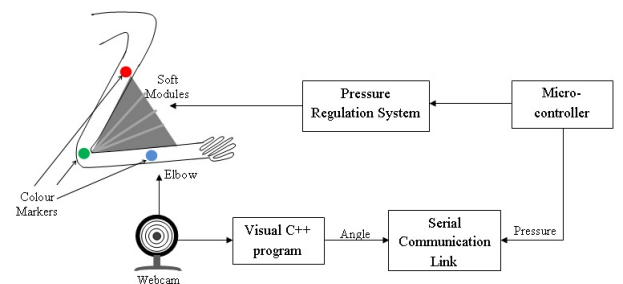 Soft
Modules
Pressure
Regulation System
Micro-
controller
Elbow
Colour
Markers
Visual C++
program
Angle
Serial
Communication
Link
Pressure
Webcam